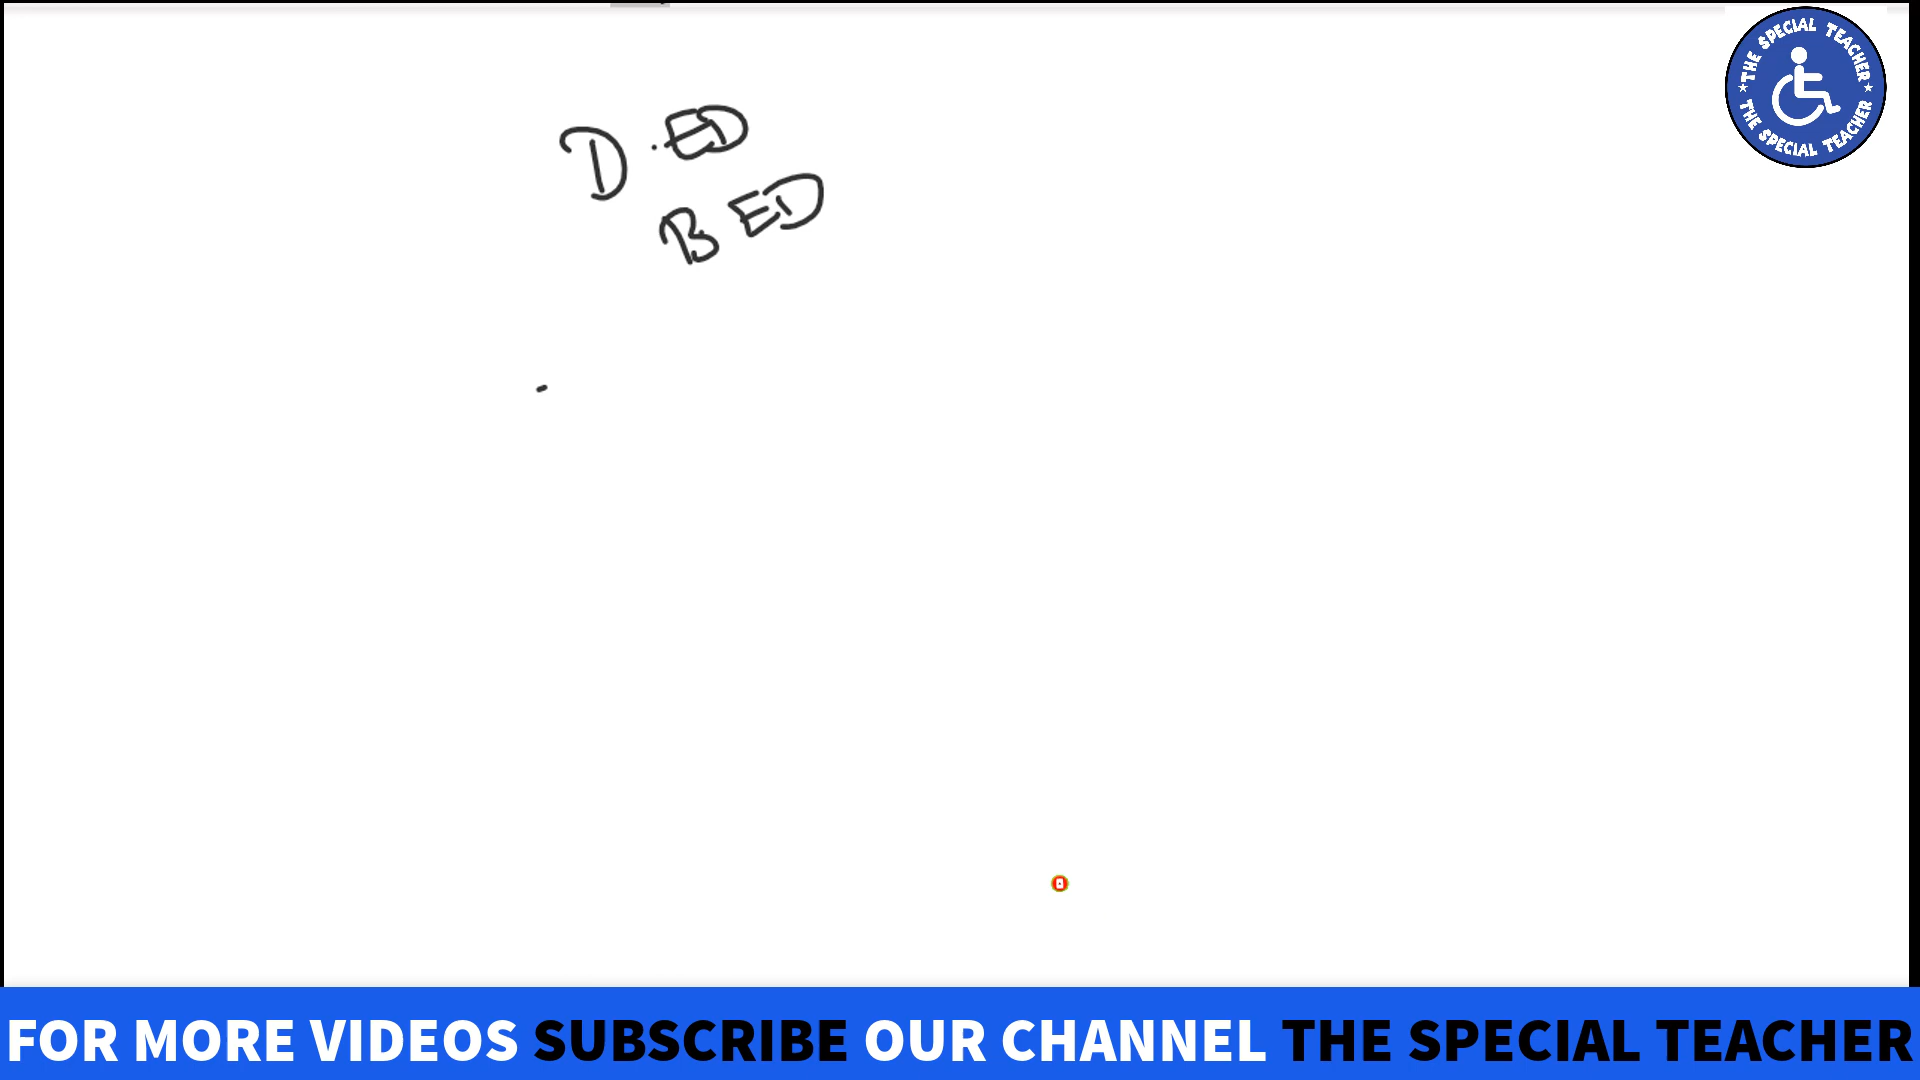 THE SPECIAL TEACHER
THE SPECIAL TEACHER
D.ED
B ED
FOR MORE VIDEOS SUBSCRIBE OUR CHANNEL THE SPECIAL TEACHER